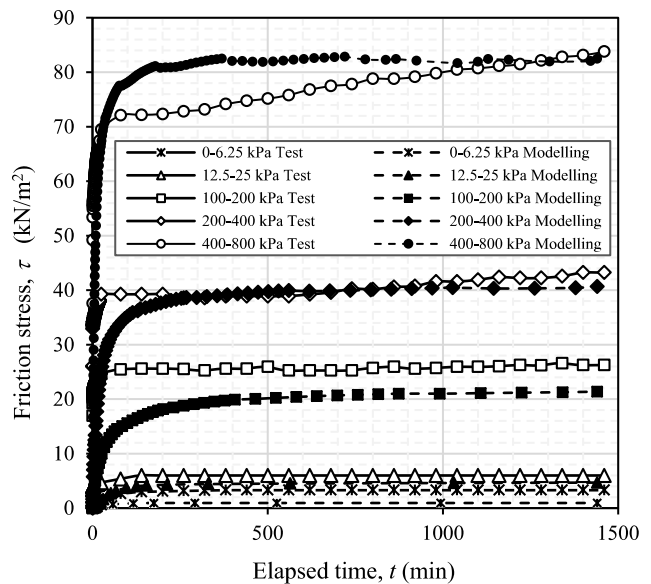 90
80
70
60
50
40
30
20
10
0
Friction stress, τ (kN/m²)
0-6.25 kPa Test 0-6.25 kPa Modelling
12.5-25 kPa Test 12.5-25 kPa Modelling
100-200 kPa Test 100-200 kPa Modelling
200-400 kPa Test 200-400 kPa Modelling
400-800 kPa Test 400-800 kPa Modelling
0 500 1000 1500
Elapsed time, t (min)